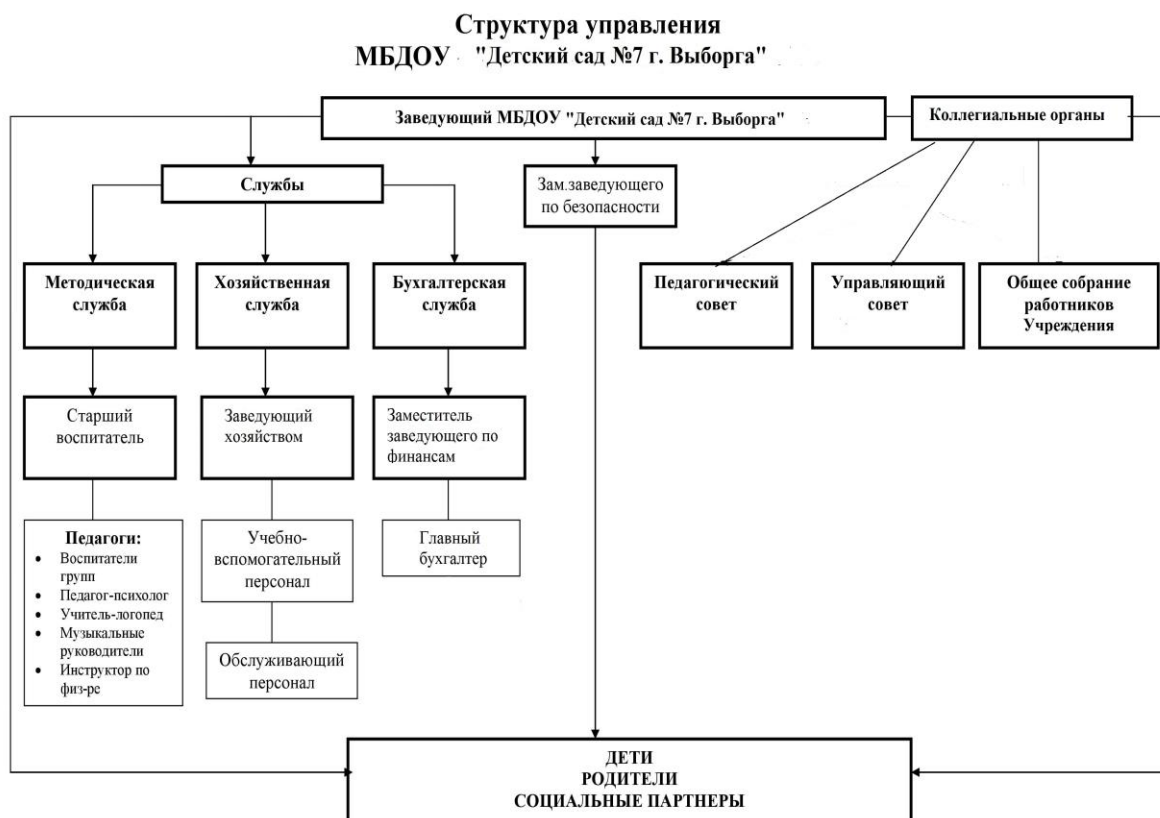 Структура управления
МБДОУ "Детский сад №7 г. Выборга"
Заведующий МБДОУ "Детский сад №7 г. Выборга"
Коллегиальные органы
Службы
Зам.заведующего
по безопасности
Методическая
служба
Хозяйственная
служба
Бухгалтерская
служба
Педагогический
совет
Управляющий
совет
Общее собрание
работников
Учреждения
Старший
воспитатель
Заведующий
хозяйством
Заместитель
заведующего по
финансам
Педагоги:
• Воспитатели
групп
• Педагог-психолог
• Учитель-логопед
• Музыкальные
руководители
• Инструктор по
физ-ре
Учебно-
вспомогательный
персонал
Главный
бухгалтер
Обслуживающий
персонал
ДЕТИ
РОДИТЕЛИ
СОЦИАЛЬНЫЕ ПАРТНЕРЫ